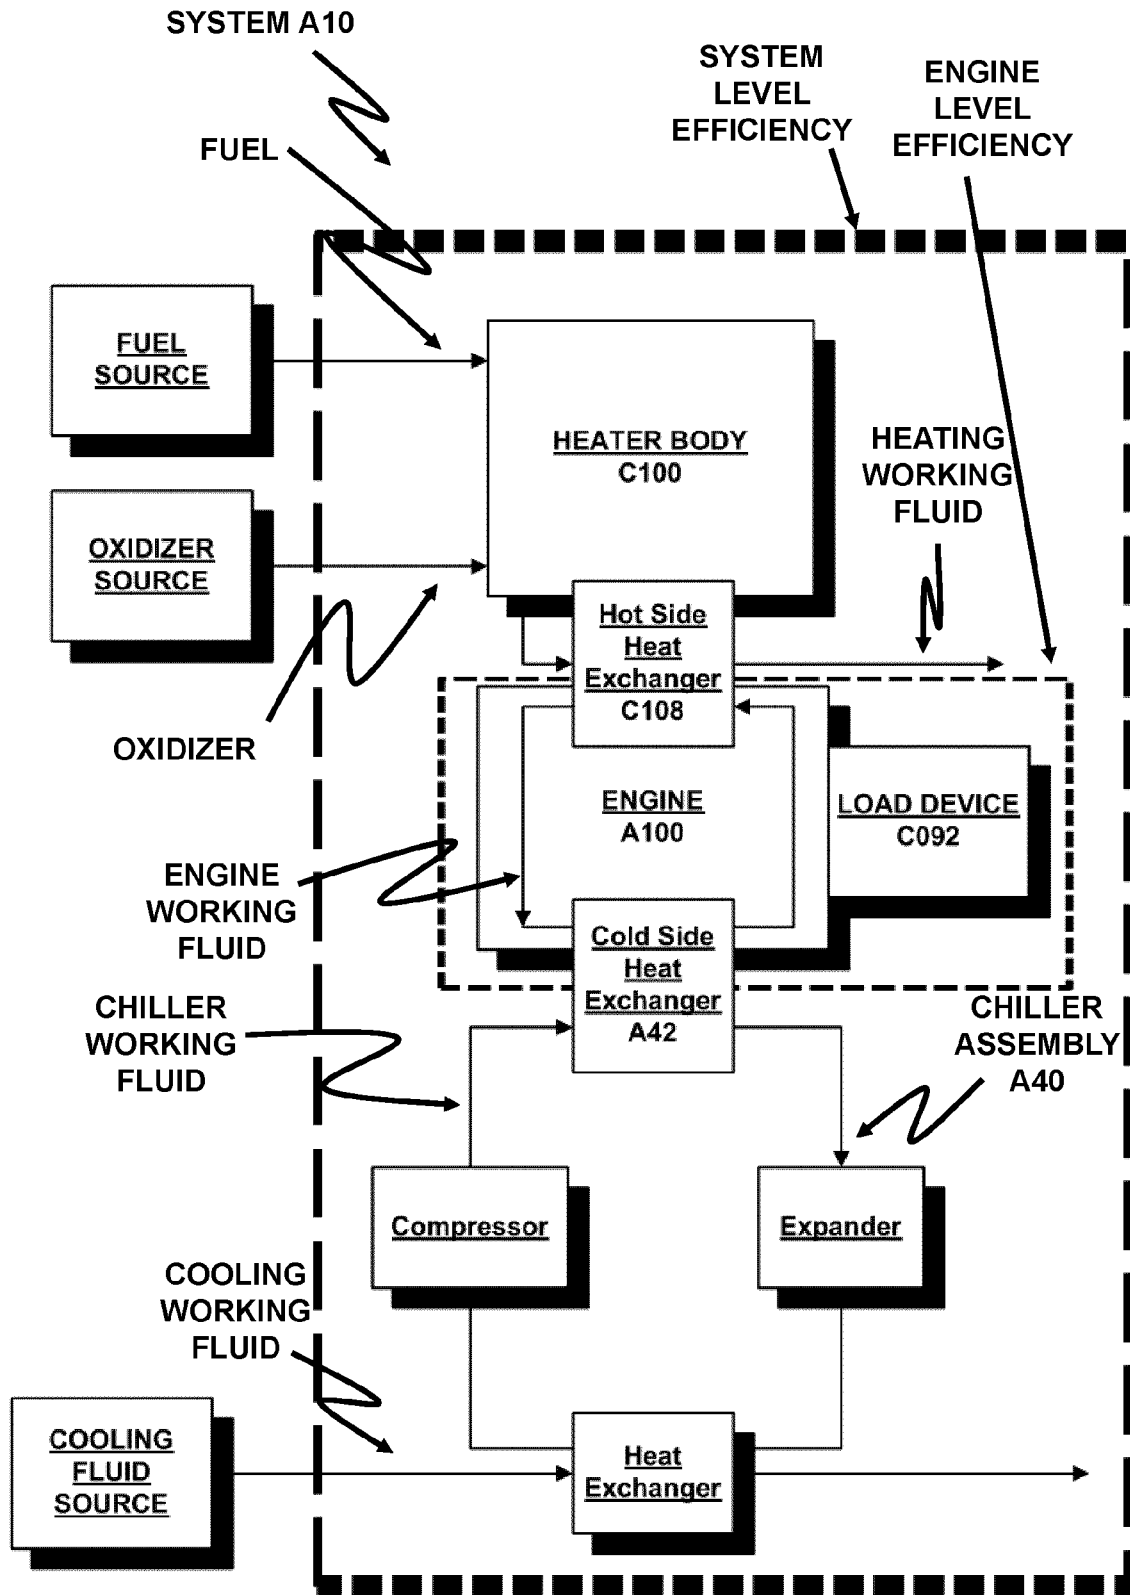 SYSTEM A10
SYSTEM
LEVEL
EFFICIENCY
ENGINE
LEVEL
EFFICIENCY
FUEL
FUEL
SOURCE
HEATER BODY
C100
HEATING
WORKING
FLUID
OXIDIZER
SOURCE
Hot Side
Heat
Exchanger
C108
OXIDIZER
ENGINE
A100
LOAD DEVICE
C092
ENGINE
WORKING
FLUID
Cold Side
Heat
Exchanger
A42
CHILLER
WORKING
FLUID
CHILLER
ASSEMBLY
A40
Compressor
Expander
COOLING
WORKING
FLUID
COOLING
FLUID
SOURCE
Heat
Exchanger